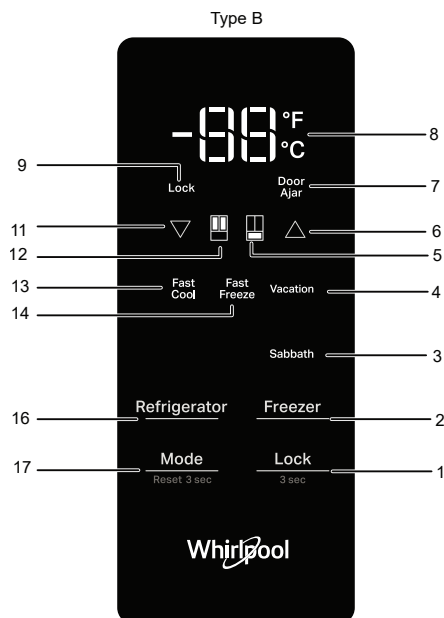 Type B
-88 °F
°C
8
9
Lock
Door
Ajar
7
11
6
12
5
13
Fast
Cool
Fast
Freeze
Vacation
4
14
Sabbath
3
16
Refrigerator
Freezer
2
17
Mode
Reset 3 sec
Lock
3 sec
1
Whirlpool